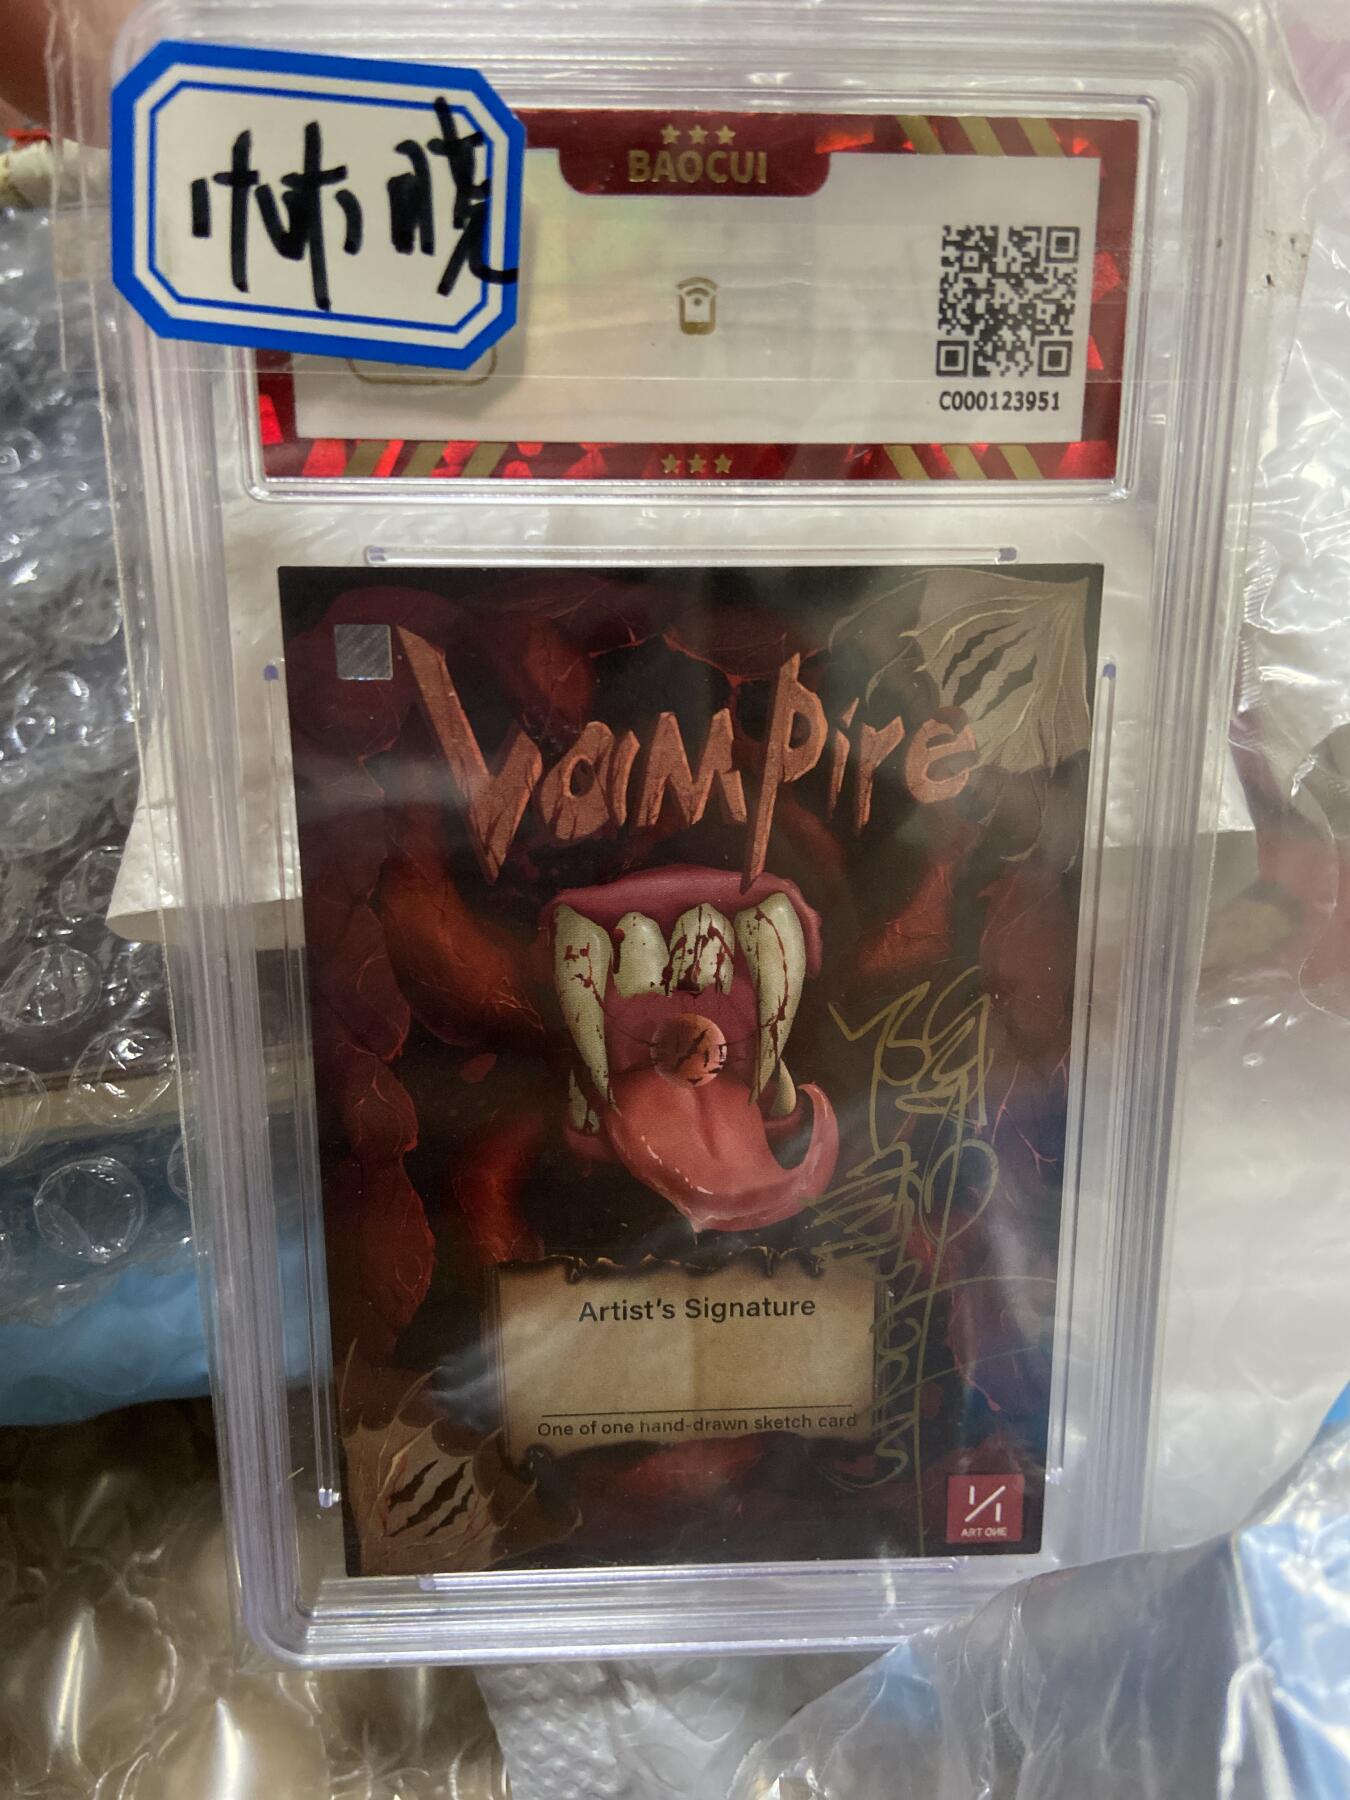 BAOCUI
C000123951
Vampire
Artist's Signature
One of one hand-drawn sketch card
1/1
ART ONE